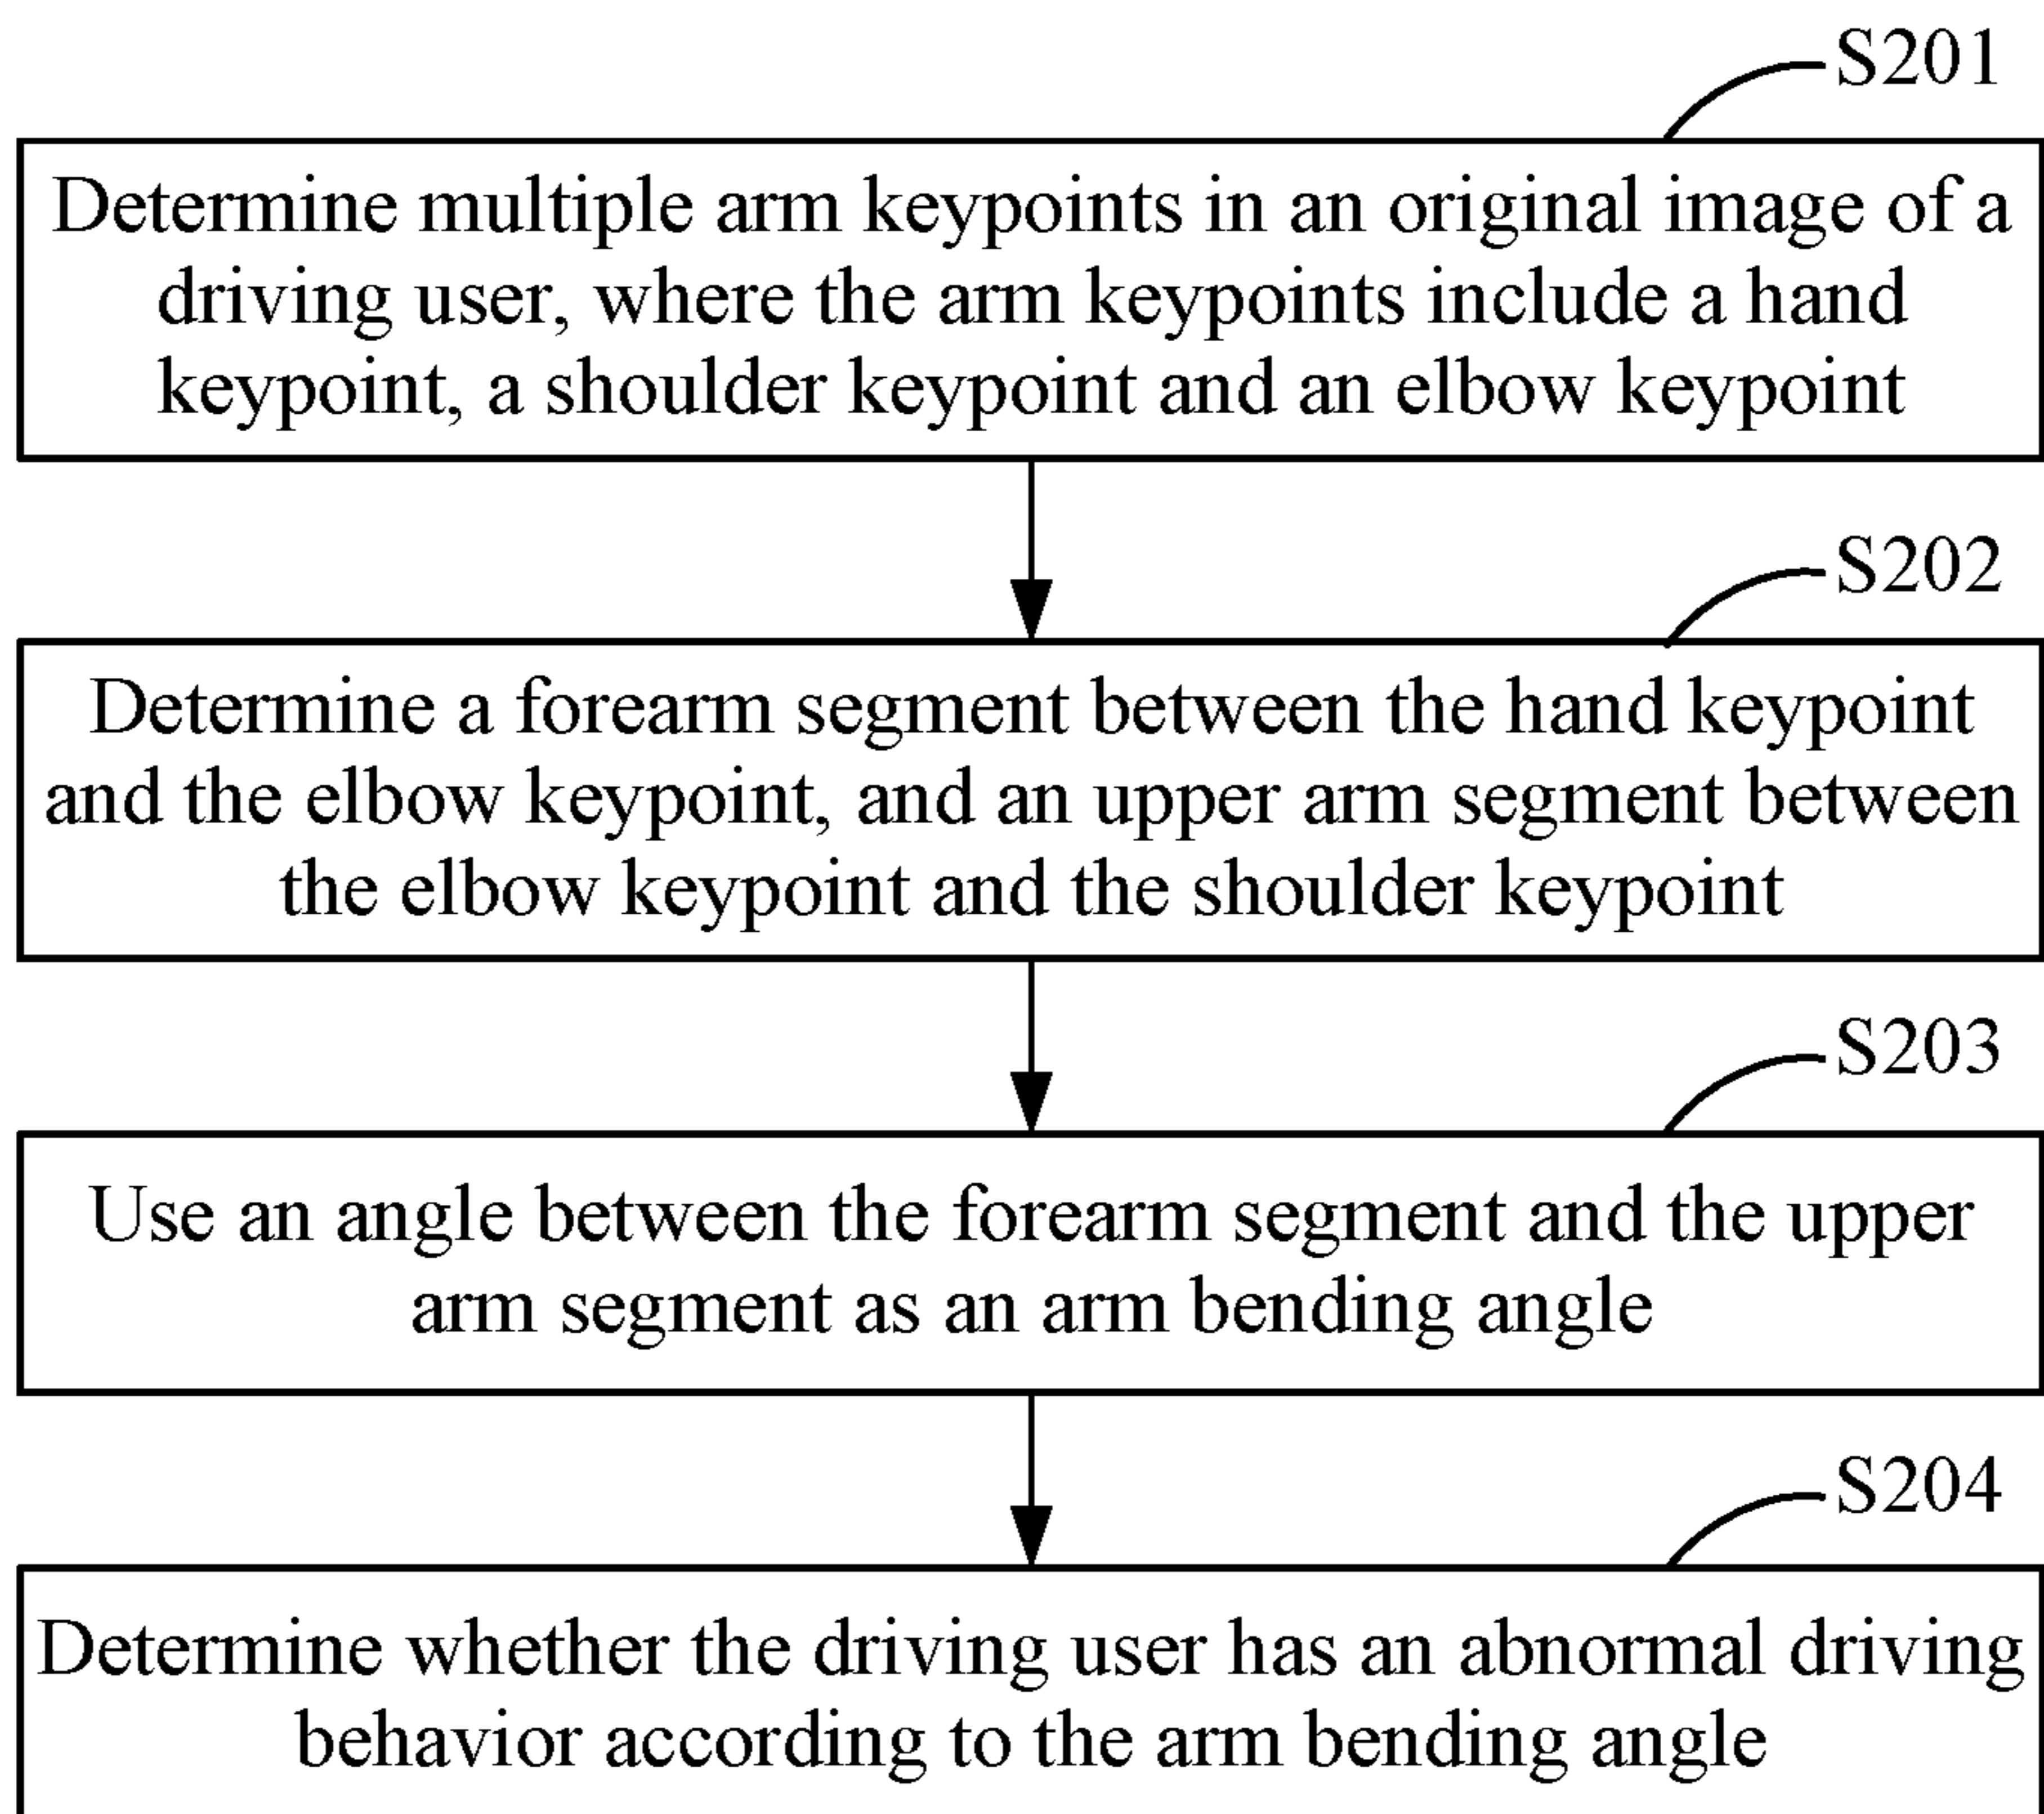 S201
Determine multiple arm keypoints in an original image of a
driving user, where the arm keypoints include a hand
keypoint, a shoulder keypoint and an elbow keypoint
S202
Determine a forearm segment between the hand keypoint
and the elbow keypoint, and an upper arm segment between
the elbow keypoint and the shoulder keypoint
S203
Use an angle between the forearm segment and the upper
arm segment as an arm bending angle
S204
Determine whether the driving user has an abnormal driving
behavior according to the arm bending angle